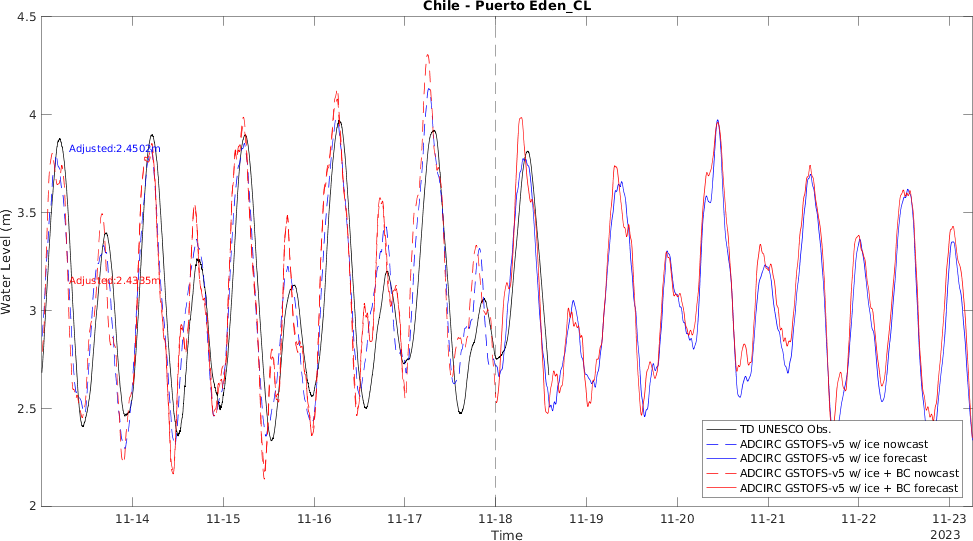 Chile - Puerto Eden_CL
4.5
4
3.5
3
2.5
2
Water Level (m)
Adjusted:2.4502m
Adjusted:2.4335m
TD UNESCO Obs.
ADCIRC GSTOFS-v5 w/ ice nowcast
ADCIRC GSTOFS-v5 w/ ice forecast
ADCIRC GSTOFS-v5 w/ ice + BC nowcast
ADCIRC GSTOFS-v5 w/ ice + BC forecast
11-14 11-15 11-16 11-17 11-18 11-19 11-20 11-21 11-22 11-23
2023
Time